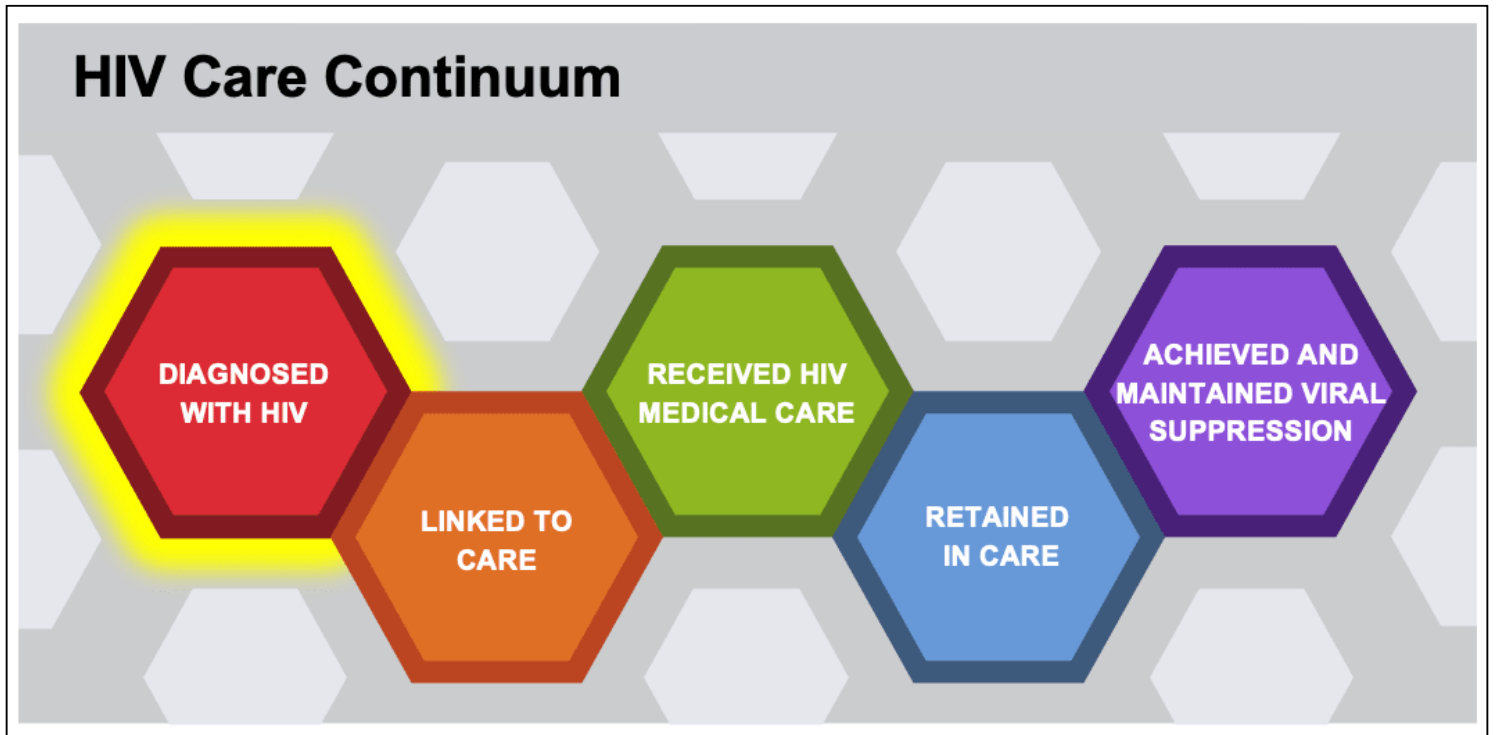 HIV Care Continuum
DIAGNOSED
WITH HIV
LINKED TO
CARE
RECEIVED HIV
MEDICAL CARE
RETAINED
IN CARE
ACHIEVED AND
MAINTAINED VIRAL
SUPPRESSION